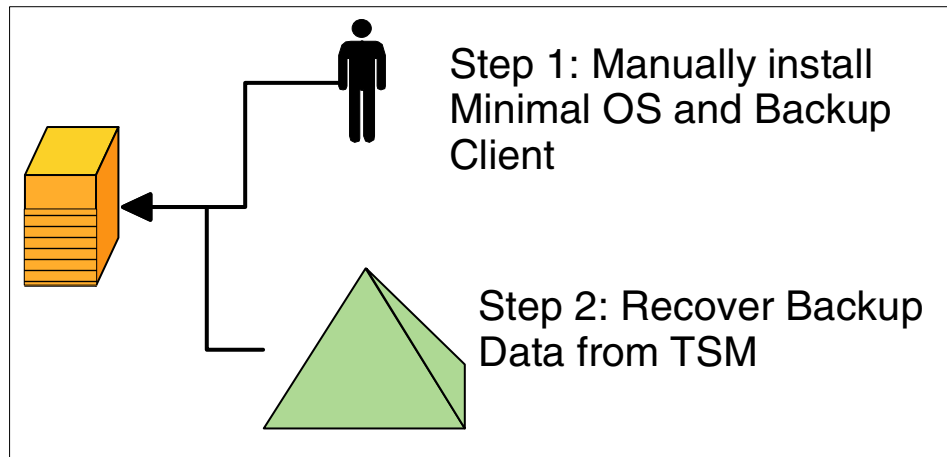 Step 1: Manually install
Minimal OS and Backup
Client
Step 2: Recover Backup
Data from TSM